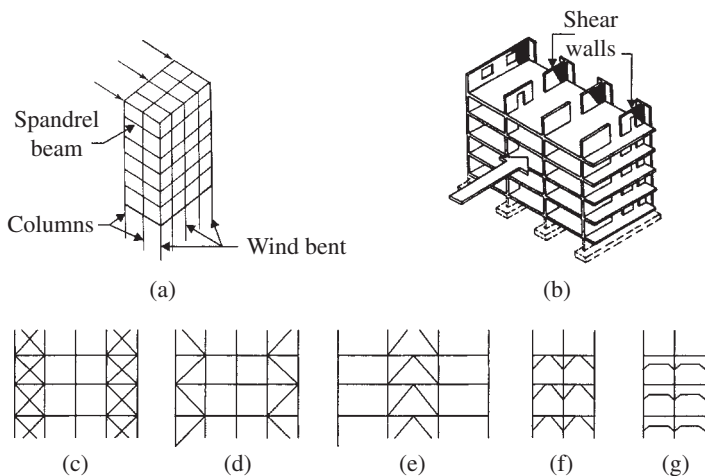 Shear
walls
Spandrel
beam
Columns
Wind bent
(a)
(b)
(c)
(d)
(e)
(f)
(g)